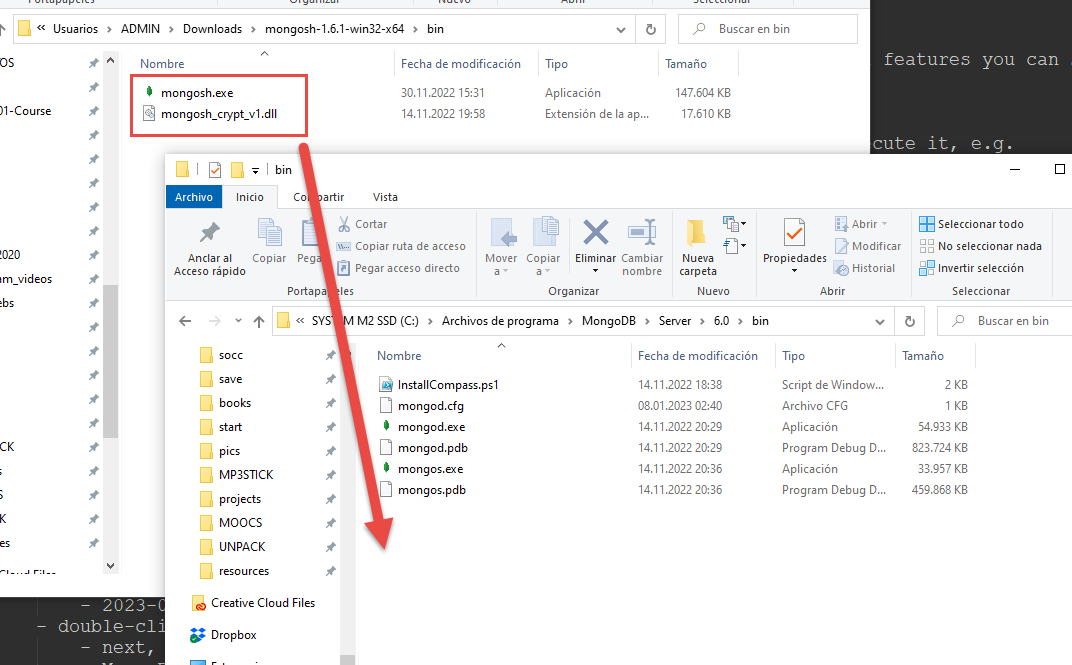 Portapapeles Organizar Nuevo Abrir Seleccionar
« Usuarios > ADMIN > Downloads > mongosh-1.6.1-win32-x64 > bin
Buscar en bin
OS
01-Course
2020
um_videos
ebs
CK
S
K
es
Cloud Files
Nombre Fecha de modificación Tipo Tamaño
mongosh.exe 30.11.2022 15:31 Aplicación 147.604 KB
mongosh_crypt_v1.dll 14.11.2022 19:58 Extensión de la ap... 17.610 KB
features you can
cute it, e.g.
bin
Archivo Inicio Compartir Vista
Anclar al
Acceso rápido
Copiar
Pega
Cortar
Copiar ruta de acceso
Pegar acceso directo
Portapapeles
Mover
a
Copiar
a
Eliminar
Cambiar
nombre
Organizar
Nueva
carpeta
Nuevo
Propiedades
Abrir
Modificar
Historial
Abrir
Seleccionar todo
No seleccionar nada
Invertir selección
Seleccionar
« SYSTEM M2 SSD (C:) > Archivos de programa > MongoDB > Server > 6.0 > bin
Buscar en bin
socc
save
books
start
pics
MP3STICK
projects
MOOCS
UNPACK
resources
Creative Cloud Files
Dropbox
Nombre Fecha de modificación Tipo Tamaño
InstallCompass.ps1 14.11.2022 18:38 Script de Window... 2 KB
mongod.cfg 08.01.2023 02:40 Archivo CFG 1 KB
mongod.exe 14.11.2022 20:29 Aplicación 54.933 KB
mongod.pdb 14.11.2022 20:29 Program Debug D... 823.724 KB
mongos.exe 14.11.2022 20:36 Aplicación 33.957 KB
mongos.pdb 14.11.2022 20:36 Program Debug D... 459.868 KB
- 2023-0
- double-cli
- next,